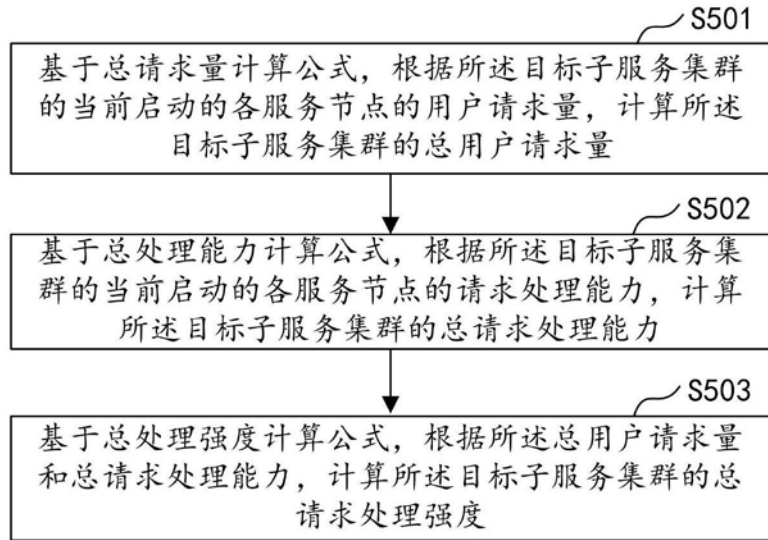 S501
基于总请求量计算公式，根据所述目标子服务集群
的当前启动的各服务节点的用户请求量，计算所述
目标子服务集群的总用户请求量
S502
基于总处理能力计算公式，根据所述目标子服务集
群的当前启动的各服务节点的请求处理能力，计算
所述目标子服务集群的总请求处理能力
S503
基于总处理强度计算公式，根据所述总用户请求量
和总请求处理能力，计算所述目标子服务集群的总
请求处理强度